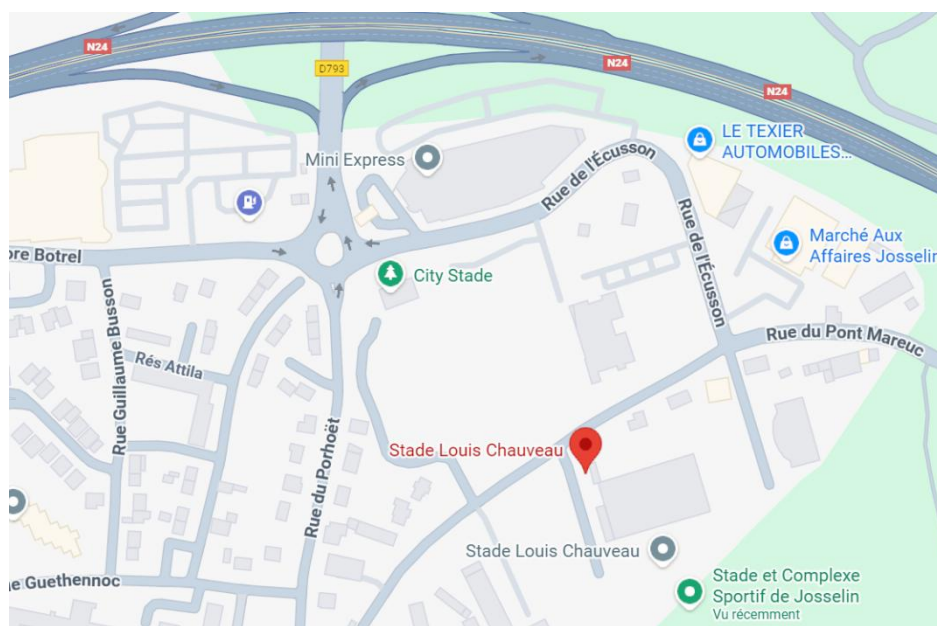 N24
D793
N24
N24
Mini Express
Rue de l'Écusson
LE TEXIER
AUTOMOBILES...
Rue de l'Écusson
Marché Aux
Affaires Josselin
ore Botrel
City Stade
Rue Guillaume Busson
Rés Attila
Rue du Pont Mareuc
Rue du Porhoët
Stade Louis Chauveau
Stade Louis Chauveau
e Guethennoc
Stade et Complexe
Sportif de Josselin
Vu récemment